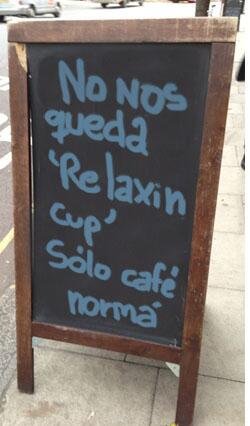 No nos
queda
'Relaxin
cup'
Sólo café
normá